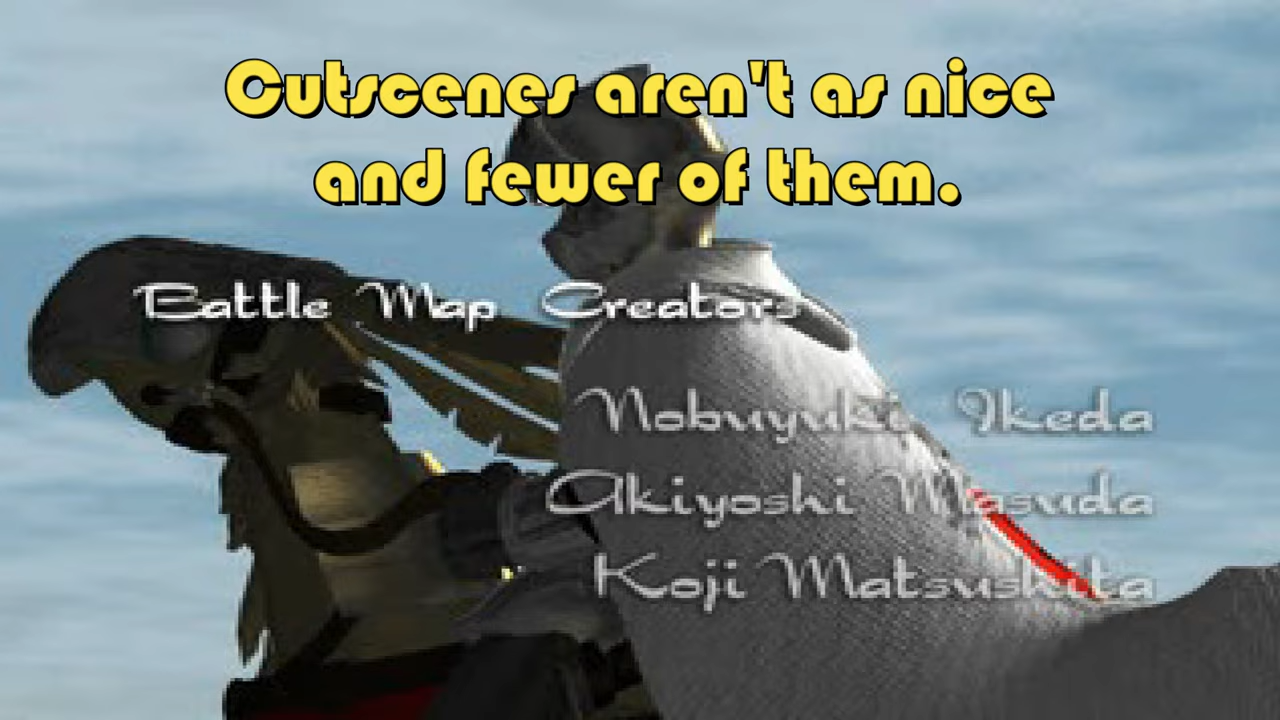 Cutscenes aren't as nice
and fewer of them.
Battle Map Creators
Nobuyuki Ikeda
Akiyoshi Masuda
Koji Matsushita